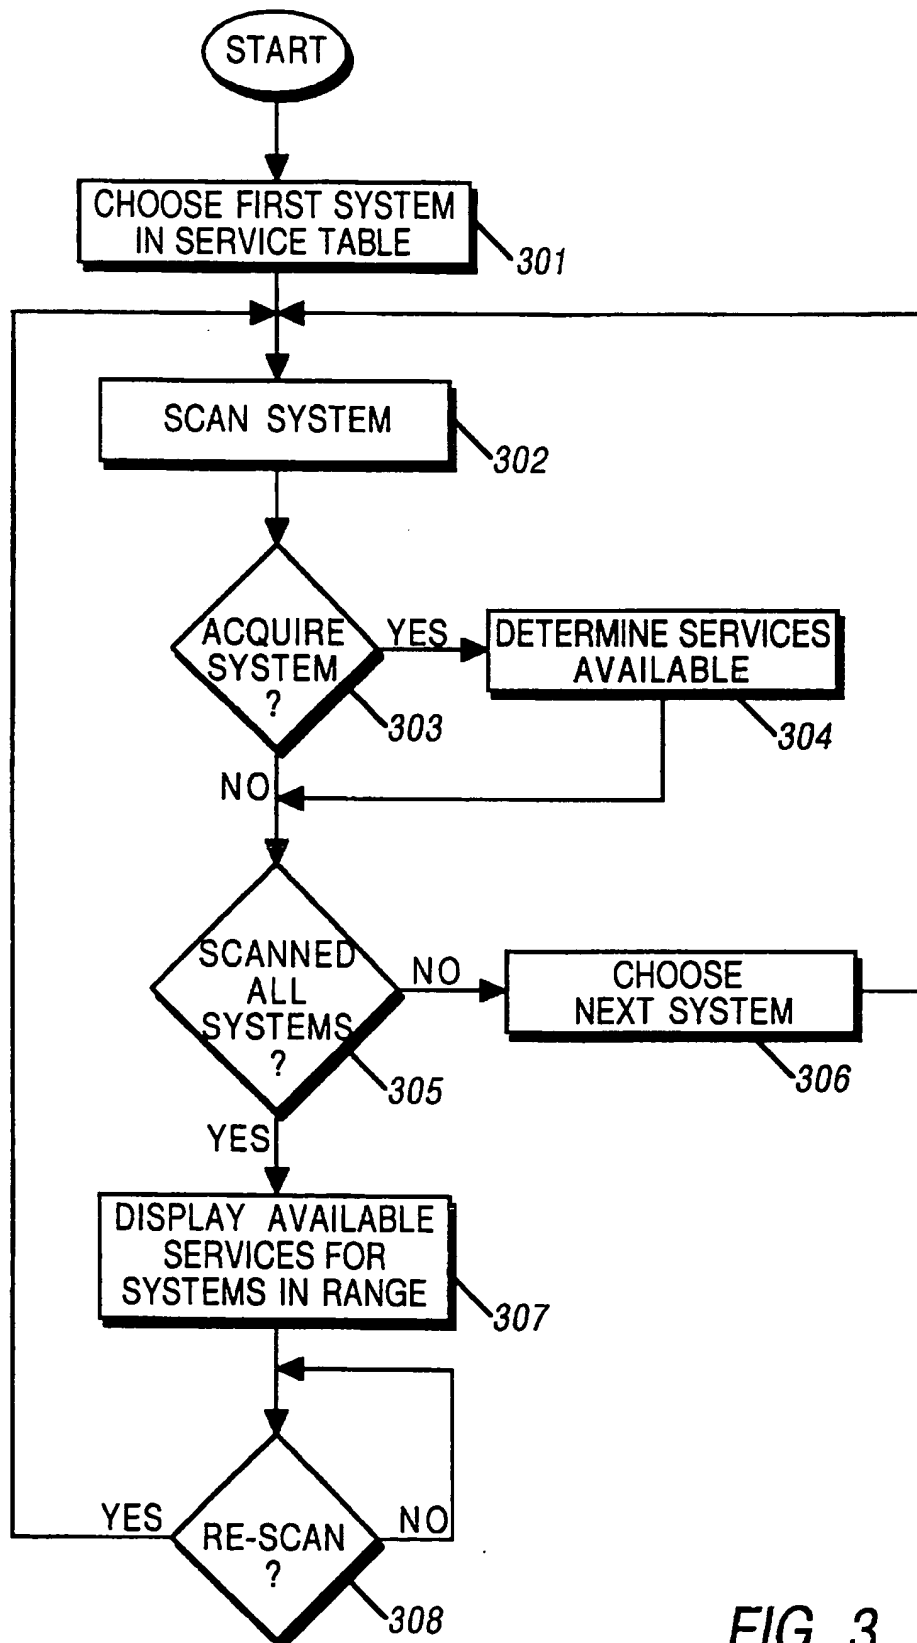 START
CHOOSE FIRST SYSTEM
IN SERVICE TABLE
301
SCAN SYSTEM
302
ACQUIRE
SYSTEM
?
303
YES
DETERMINE SERVICES
AVAILABLE
304
NO
SCANNED
ALL
SYSTEMS
?
305
NO
CHOOSE
NEXT SYSTEM
306
YES
DISPLAY AVAILABLE
SERVICES FOR
SYSTEMS IN RANGE
307
YES
RE-SCAN
?
NO
308
FIG. 3